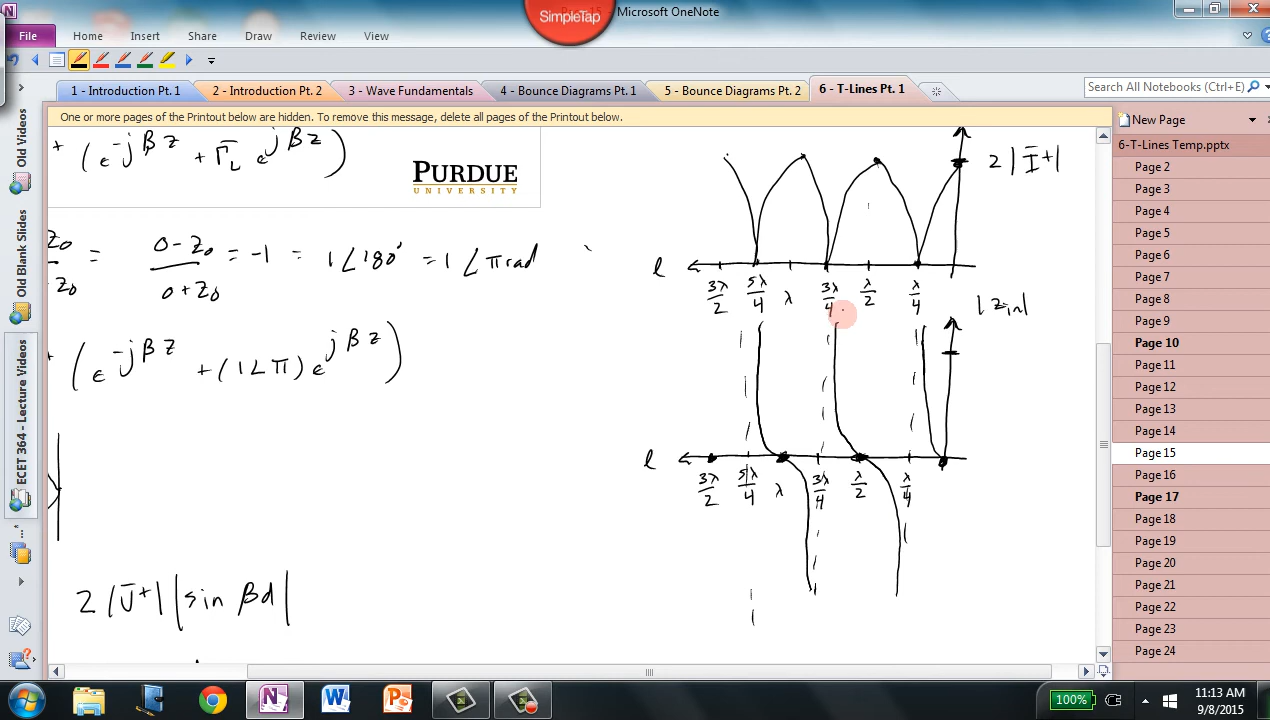 SimpleTap
Page 15 - Microsoft OneNote
File Home Insert Share Draw Review View
1 - Introduction Pt. 1
2 - Introduction Pt. 2
3 - Wave Fundamentals
4 - Bounce Diagrams Pt. 1
5 - Bounce Diagrams Pt. 2
6 - T-Lines Pt. 1
Search All Notebooks (Ctrl+E)
One or more pages of the Printout below are hidden. To remove this message, delete all pages of the Printout below.
Old Videos
Old Blank Slides
ECET 364 - Lecture Videos
+ (e^-jβz + Γ̄L e^jβz)
PURDUE
UNIVERSITY
= 0 - Z0 / 0 + Z0 = -1 = 1∠180° = 1∠π rad
(e^-jβz + (1∠π) e^jβz)
2|Ū+| |sin βd|
2|Ī+|
l
3λ/2 5λ/4 λ 3λ/4 λ/2 λ/4
|Zin|
l
3λ/2 5λ/4 λ 3λ/4 λ/2 λ/4
New Page
6-T-Lines Temp.pptx
Page 2
Page 3
Page 4
Page 5
Page 6
Page 7
Page 8
Page 9
Page 10
Page 11
Page 12
Page 13
Page 14
Page 15
Page 16
Page 17
Page 18
Page 19
Page 20
Page 21
Page 22
Page 23
Page 24
100%
11:13 AM
9/8/2015